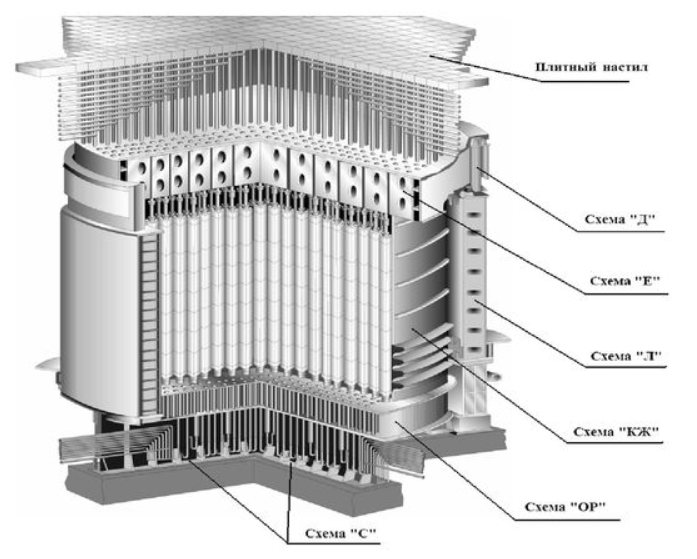 Плитный настил
Схема "Д"
Схема "Е"
Схема "Л"
Схема "КЖ"
Схема "ОР"
Схема "С"